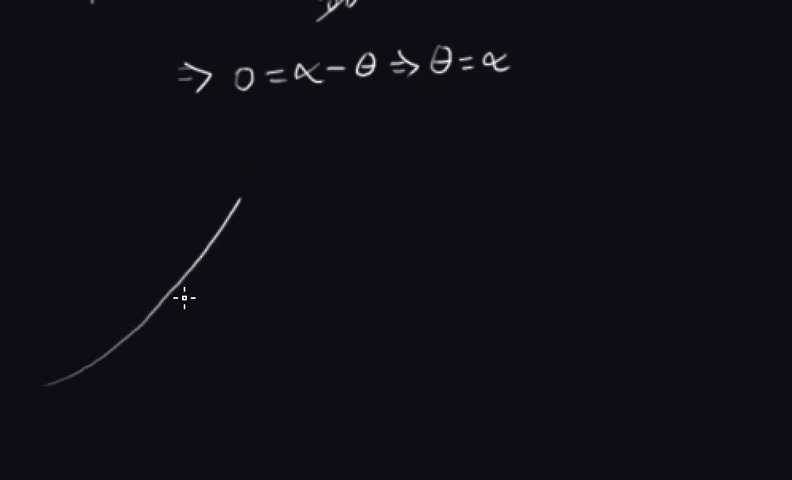 ⇒ 0 = α - θ ⇒ θ = α